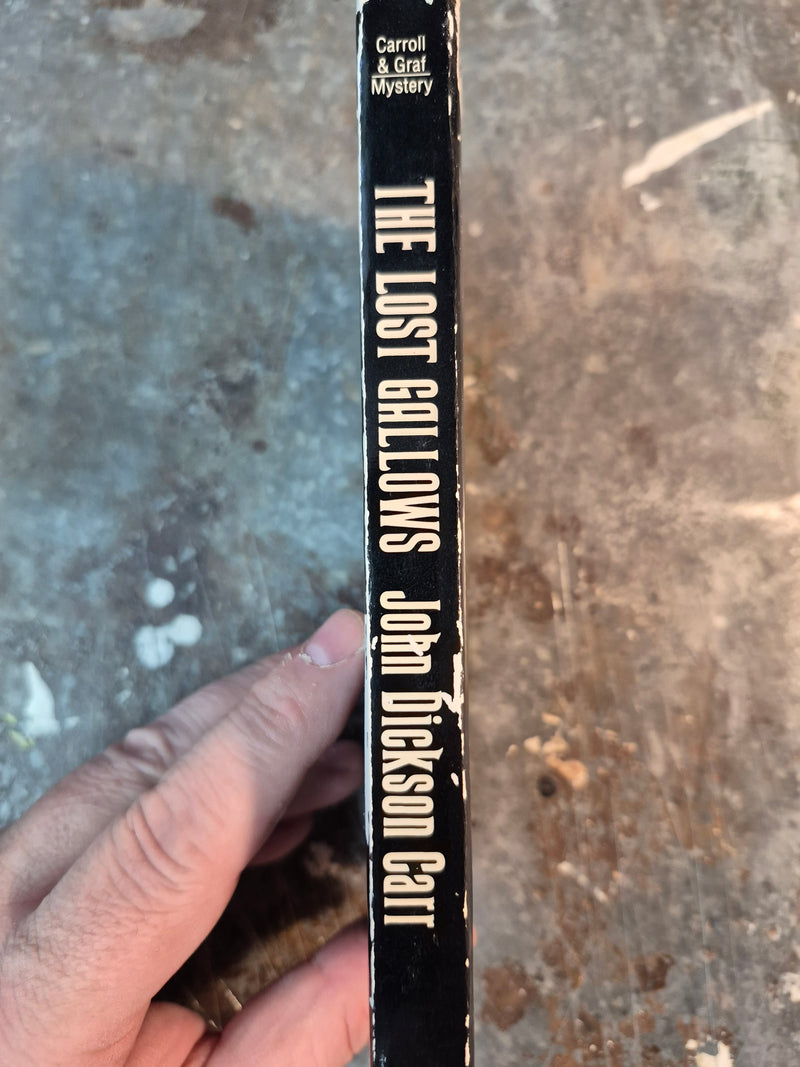 Carroll
& Graf
Mystery
THE LOST GALLOWS John Dickson Carr